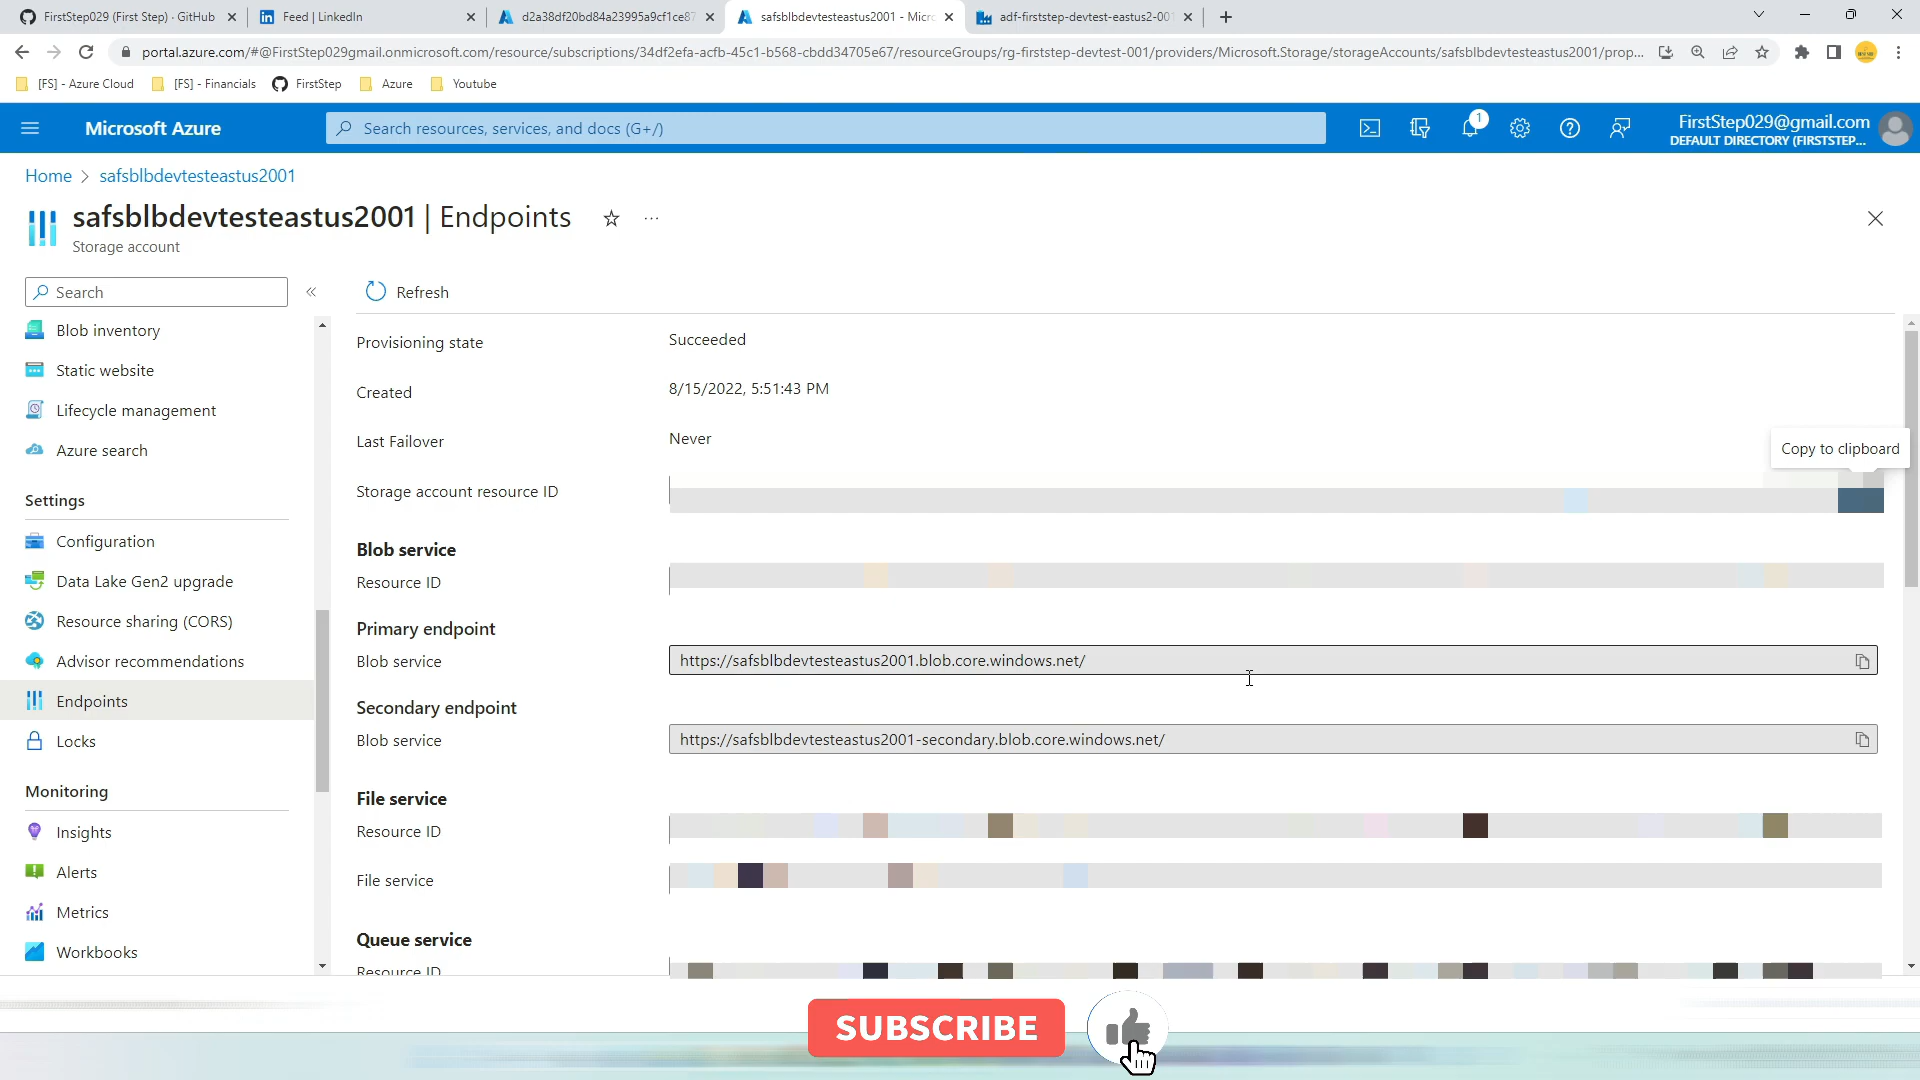 FirstStep029 (First Step) · GitHub
Feed | LinkedIn
d2a38df20bd84a23995a9cf1ce87
safsblbdevtesteastus2001 - Micro
adf-firststep-devtest-eastus2-001
portal.azure.com/#@FirstStep029gmail.onmicrosoft.com/resource/subscriptions/34df2efa-acfb-45c1-b568-cbdd34705e67/resourceGroups/rg-firststep-devtest-001/providers/Microsoft.Storage/storageAccounts/safsblbdevtesteastus2001/prop...
[FS] - Azure Cloud
[FS] - Financials
FirstStep
Azure
Youtube
Microsoft Azure
Search resources, services, and docs (G+/)
1
FirstStep029@gmail.com
DEFAULT DIRECTORY (FIRSTSTEP...
Home > safsblbdevtesteastus2001
safsblbdevtesteastus2001 | Endpoints
Storage account
Search
Refresh
Blob inventory
Static website
Lifecycle management
Azure search
Settings
Configuration
Data Lake Gen2 upgrade
Resource sharing (CORS)
Advisor recommendations
Endpoints
Locks
Monitoring
Insights
Alerts
Metrics
Workbooks
Provisioning state
Succeeded
Created
8/15/2022, 5:51:43 PM
Last Failover
Never
Copy to clipboard
Storage account resource ID
Blob service
Resource ID
Primary endpoint
Blob service
https://safsblbdevtesteastus2001.blob.core.windows.net/
Secondary endpoint
Blob service
https://safsblbdevtesteastus2001-secondary.blob.core.windows.net/
File service
Resource ID
File service
Queue service
Resource ID
SUBSCRIBE